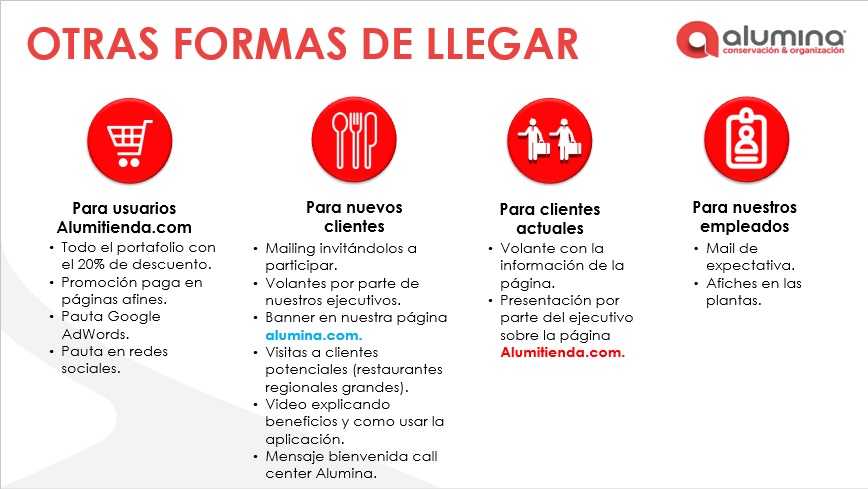 OTRAS FORMAS DE LLEGAR
alumina®
conservación & organización
Para usuarios
Alumitienda.com
• Todo el portafolio con
el 20% de descuento.
• Promoción paga en
páginas afines.
• Pauta Google
AdWords.
• Pauta en redes
sociales.
Para nuevos
clientes
• Mailing invitándolos a
participar.
• Volantes por parte de
nuestros ejecutivos.
• Banner en nuestra página
alumina.com.
• Visitas a clientes
potenciales (restaurantes
regionales grandes).
• Video explicando
beneficios y como usar la
aplicación.
• Mensaje bienvenida call
center Alumina.
Para clientes
actuales
• Volante con la
información de la
página.
• Presentación por
parte del ejecutivo
sobre la página
Alumitienda.com.
Para nuestros
empleados
• Mail de
expectativa.
• Afiches en las
plantas.